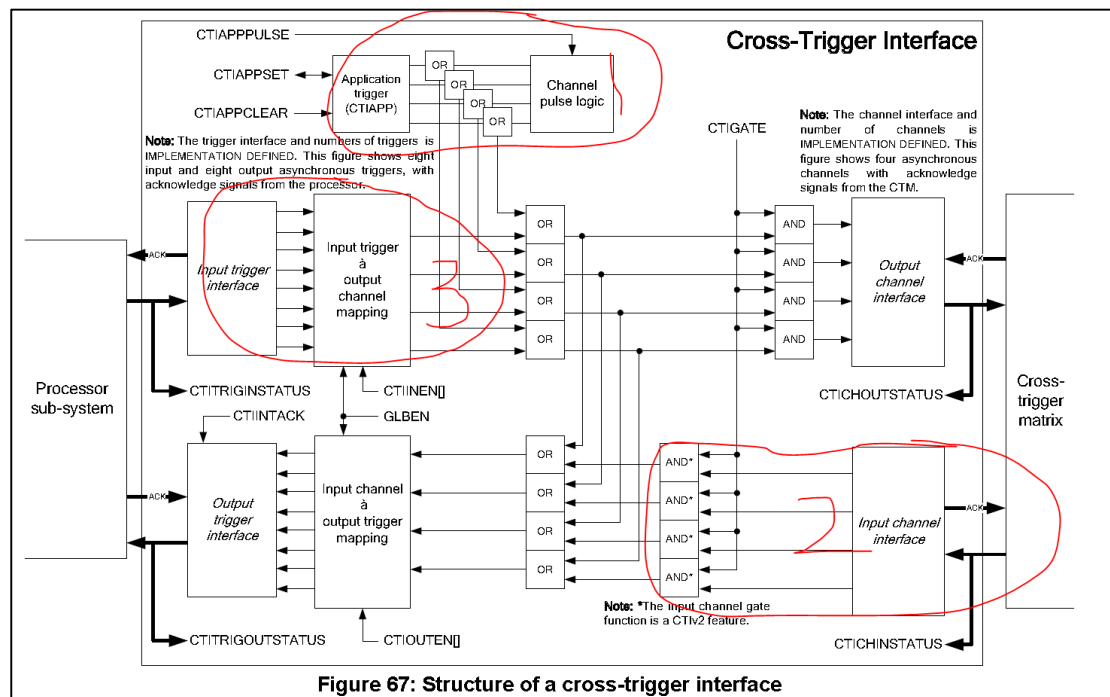 CTIAPPPULSE
Cross-Trigger Interface
CTIAPPSET
CTIAPPCLEAR
Application
trigger
(CTIAPP)
OR
OR
OR
OR
Channel
pulse logic
1
Note: The trigger interface and numbers of triggers is
IMPLEMENTATION DEFINED. This figure shows eight
input and eight output asynchronous triggers, with
acknowledge signals from the processor.
CTIGATE
Note: The channel interface and
number of channels is
IMPLEMENTATION DEFINED. This
figure shows four asynchronous
channels with acknowledge
signals from the CTM.
Processor
sub-system
ACK
Input trigger
interface
Input trigger
à
output
channel
mapping
3
OR
OR
OR
OR
AND
AND
AND
AND
Output
channel
interface
ACK
Cross-
trigger
matrix
CTITRIGINSTATUS
CTIINEN[]
CTICHOUTSTATUS
CTIINTACK
GLBEN
ACK
Output
trigger
interface
Input channel
à
output trigger
mapping
OR
OR
OR
OR
AND*
AND*
AND*
AND*
2
Input channel
interface
ACK
Note: *The input channel gate
function is a CTIv2 feature.
CTITRIGOUTSTATUS
CTIOUTEN[]
CTICHINSTATUS
Figure 67: Structure of a cross-trigger interface